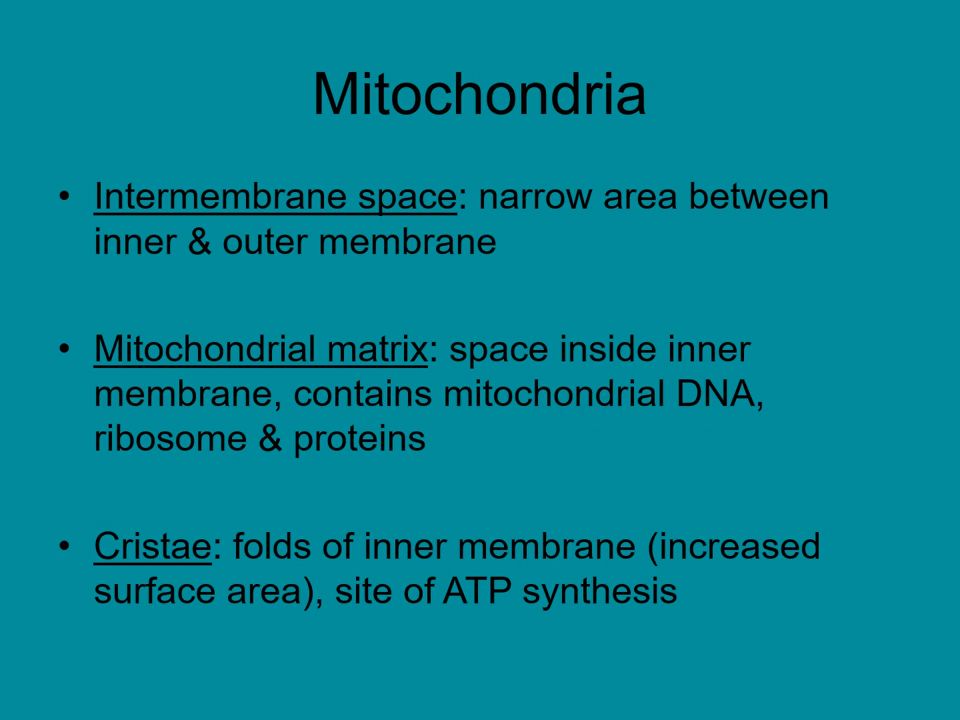 Mitochondria
• Intermembrane space: narrow area between
inner & outer membrane
• Mitochondrial matrix: space inside inner
membrane, contains mitochondrial DNA,
ribosome & proteins
• Cristae: folds of inner membrane (increased
surface area), site of ATP synthesis